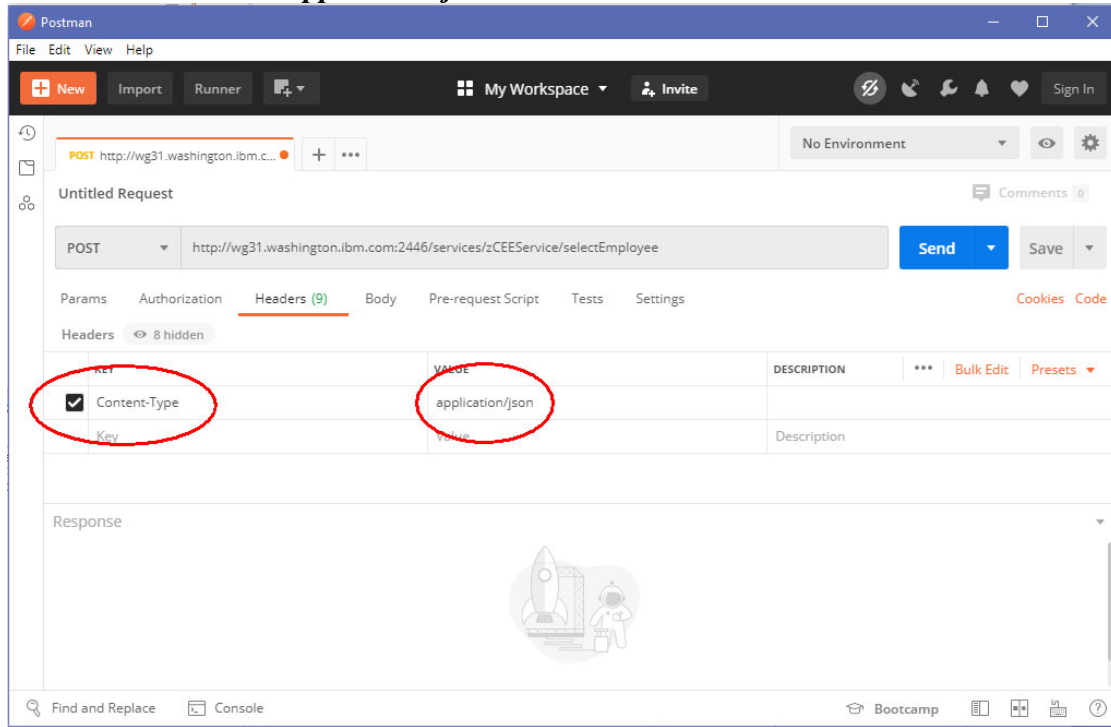 Postman
File Edit View Help
New Import Runner My Workspace Invite Sign In
POST http://wg31.washington.ibm.c... No Environment
Untitled Request Comments 0
POST http://wg31.washington.ibm.com:2446/services/zCEEService/selectEmployee Send Save
Params Authorization Headers (9) Body Pre-request Script Tests Settings Cookies Code
Headers 8 hidden
KEY VALUE DESCRIPTION Bulk Edit Presets
Content-Type application/json
Key Value Description
Response
Find and Replace Console Bootcamp